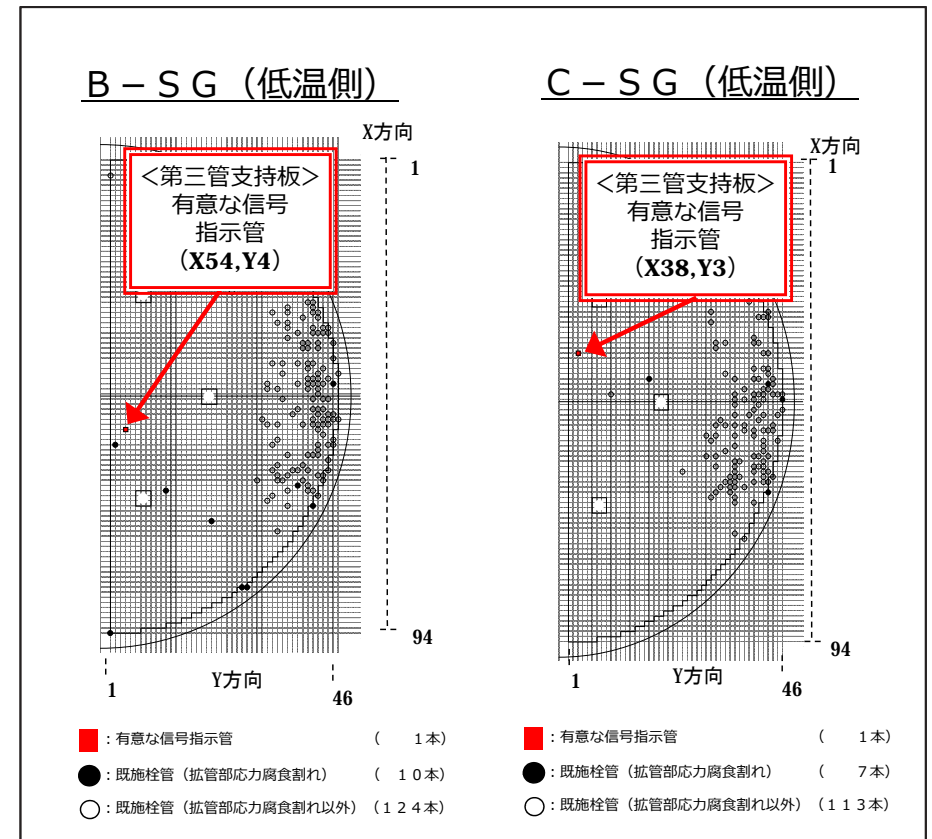 B－SG（低温側）
X方向
1
＜第三管支持板＞
有意な信号
指示管
（X54,Y4）
94
1
Y方向
46
：有意な信号指示管 （ 1本）
：既施栓管（拡管部応力腐食割れ） （ 10本）
：既施栓管（拡管部応力腐食割れ以外）（124本）
C－SG（低温側）
X方向
1
＜第三管支持板＞
有意な信号
指示管
（X38,Y3）
94
1
Y方向
46
：有意な信号指示管 （ 1本）
：既施栓管（拡管部応力腐食割れ） （ 7本）
：既施栓管（拡管部応力腐食割れ以外）（113本）